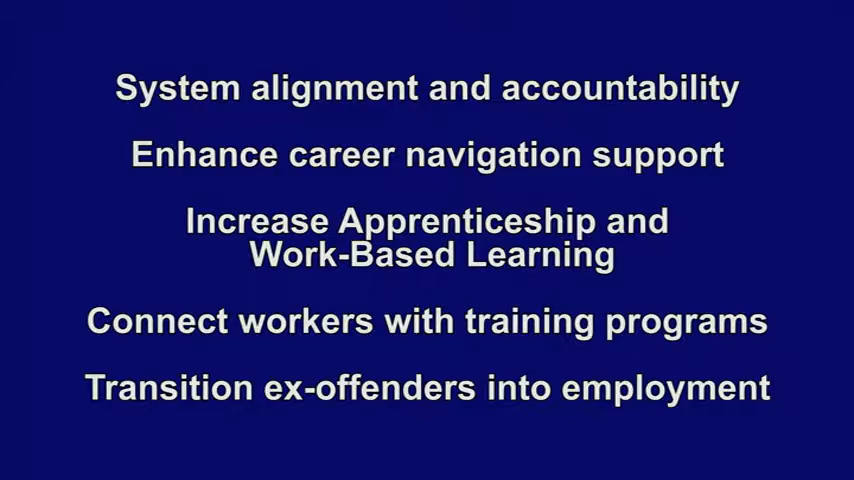 System alignment and accountability
Enhance career navigation support
Increase Apprenticeship and
Work-Based Learning
Connect workers with training programs
Transition ex-offenders into employment